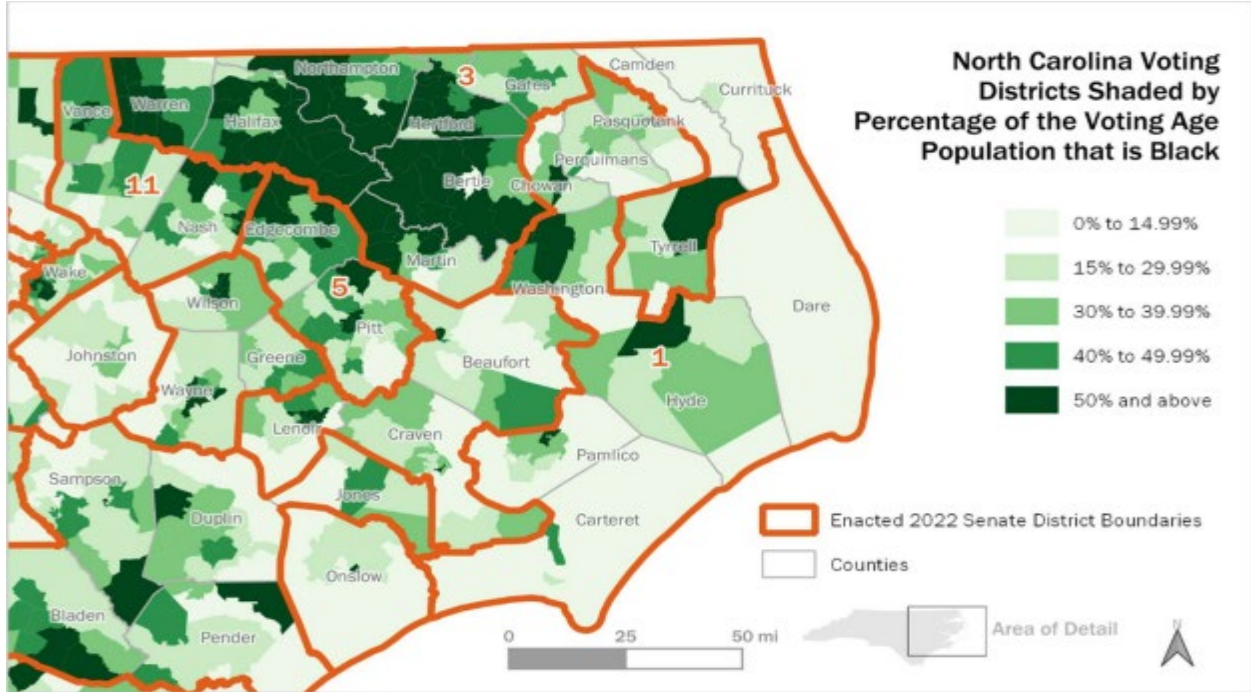 North Carolina Voting
Districts Shaded by
Percentage of the Voting Age
Population that is Black
0% to 14.99%
15% to 29.99%
30% to 39.99%
40% to 49.99%
50% and above
Enacted 2022 Senate District Boundaries
Counties
Area of Detail
N
0 25 50 mi
Northampton
3
Gates
Camden
Currituck
Vance
Warren
Halifax
Hertford
Pasquotank
Perquimans
11
Bertie
Chowan
Nash
Edgecombe
Tyrrell
Wake
Martin
Wilson
5
Washington
Dare
Pitt
Johnston
Greene
Beaufort
1
Wayne
Hyde
Lenoir
Craven
Pamlico
Sampson
Jones
Duplin
Carteret
Onslow
Bladen
Pender